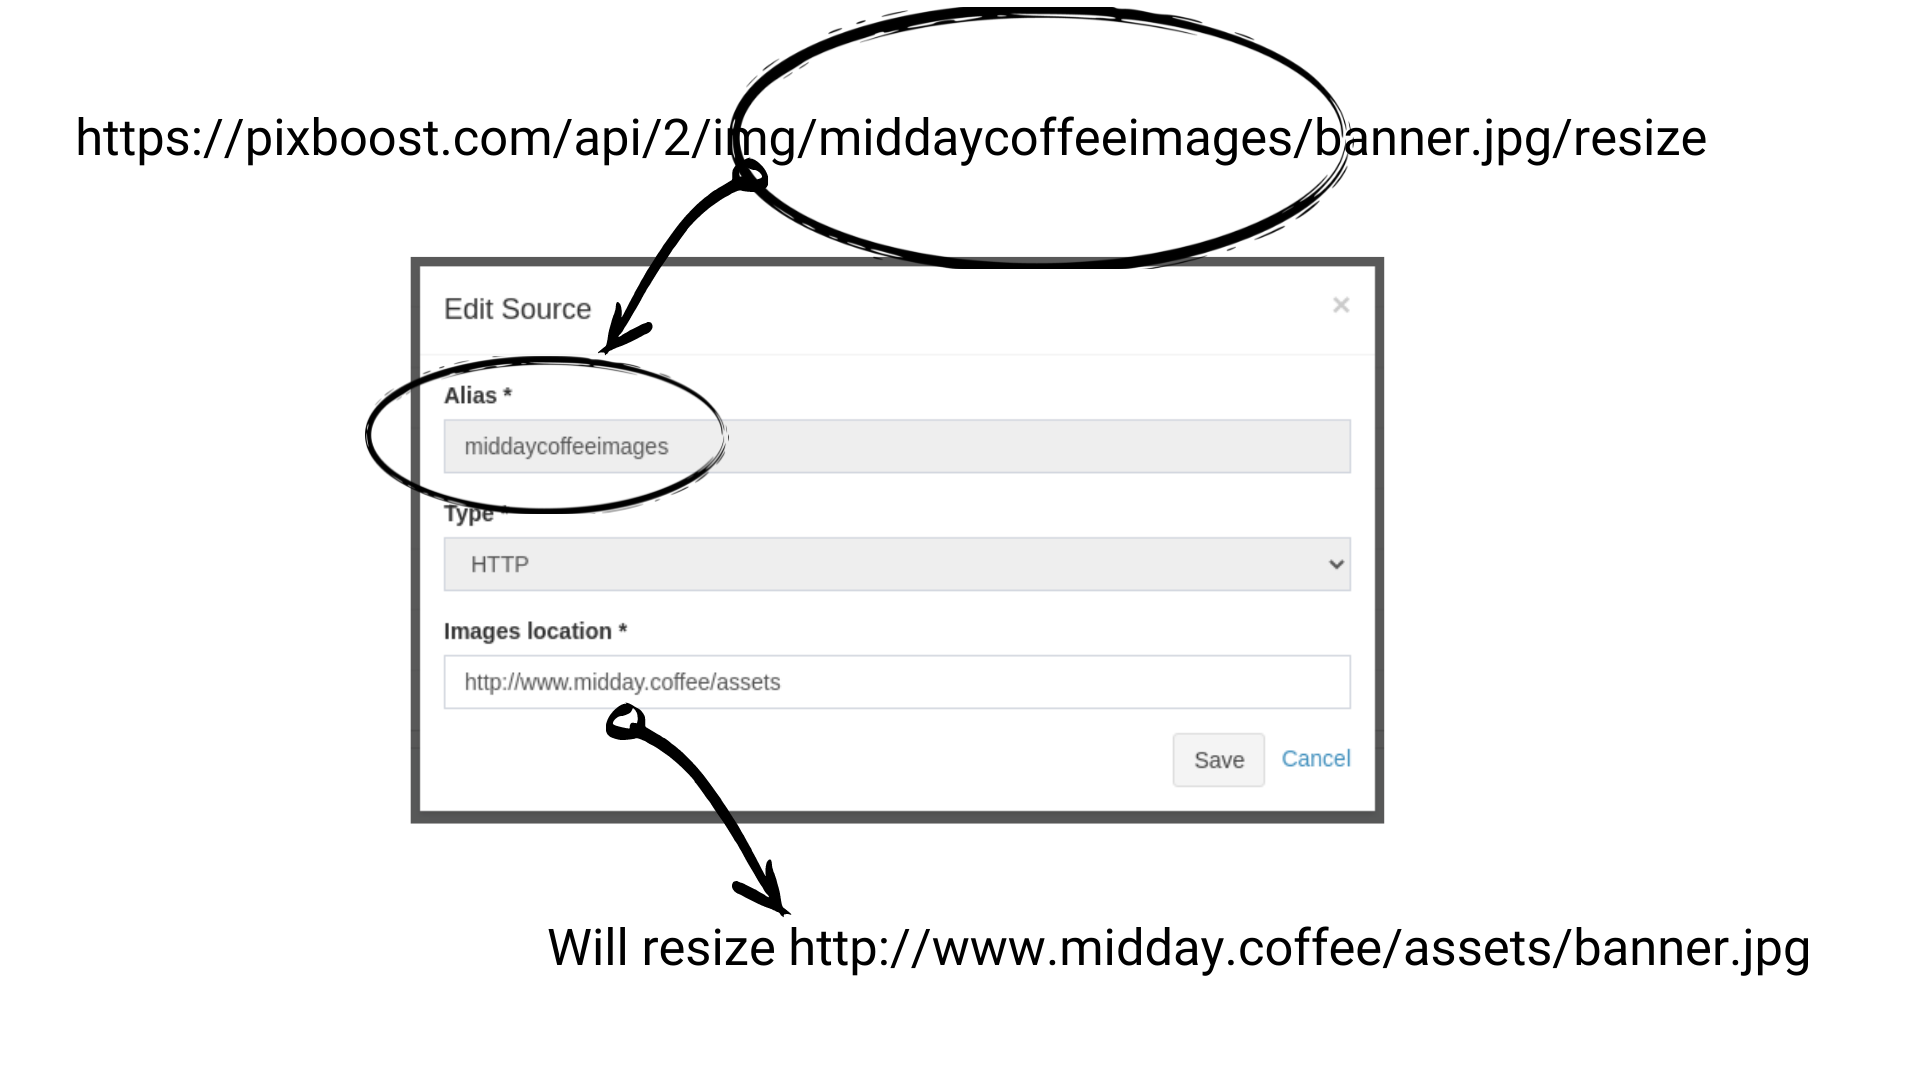 https://pixboost.com/api/2/img/middaycoffeeimages/banner.jpg/resize
Edit Source ×
Alias *
middaycoffeeimages
Type *
HTTP
Images location *
http://www.midday.coffee/assets
Save Cancel
Will resize http://www.midday.coffee/assets/banner.jpg